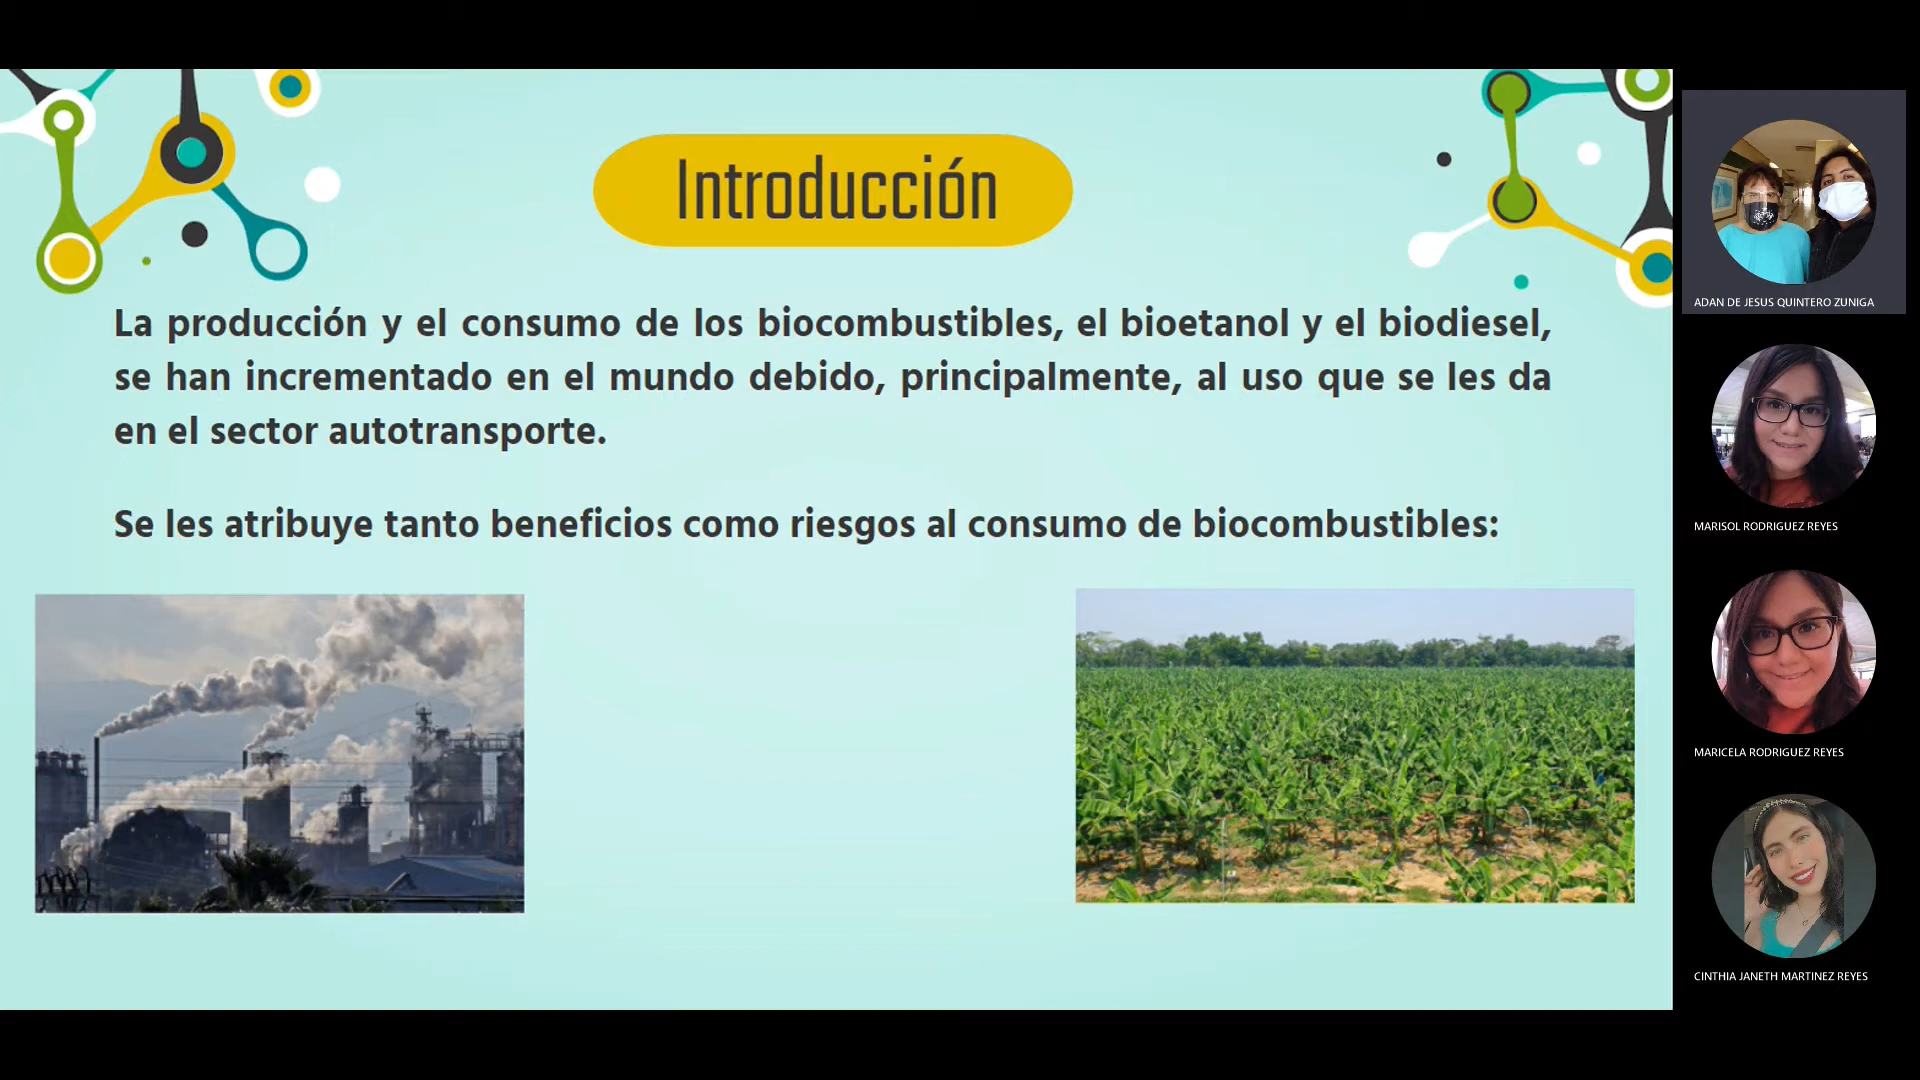 Introducción
La producción y el consumo de los biocombustibles, el bioetanol y el biodiesel,
se han incrementado en el mundo debido, principalmente, al uso que se les da
en el sector autotransporte.
Se les atribuye tanto beneficios como riesgos al consumo de biocombustibles:
ADAN DE JESUS QUINTERO ZUNIGA
MARISOL RODRIGUEZ REYES
MARICELA RODRIGUEZ REYES
CINTHIA JANETH MARTINEZ REYES